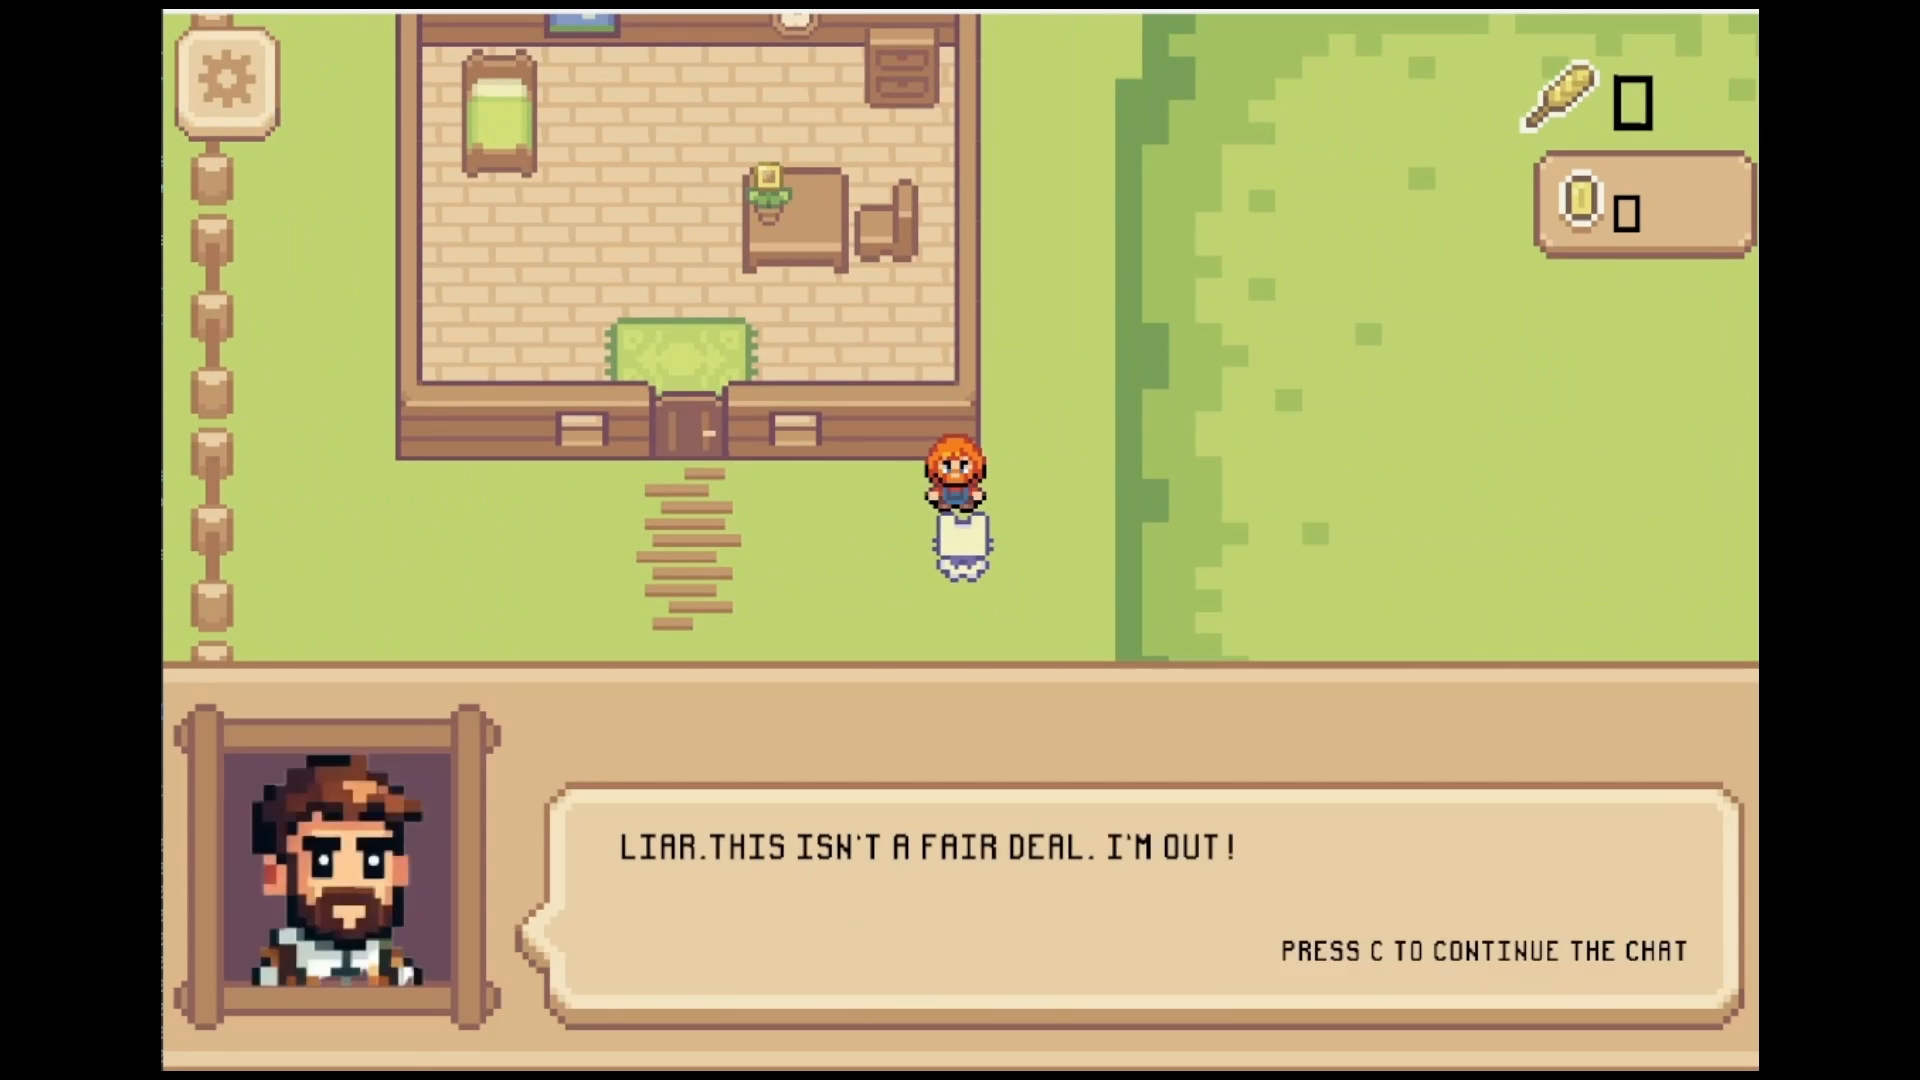 LIAR.THIS ISN'T A FAIR DEAL. I'M OUT!
PRESS C TO CONTINUE THE CHAT